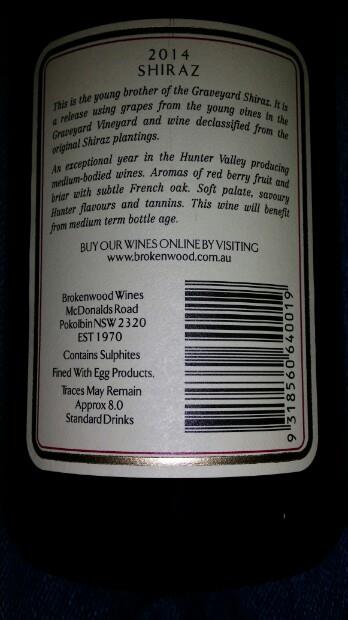 2014
SHIRAZ
This is the young brother of the Graveyard Shiraz. It is
a release using grapes from the young vines in the
Graveyard Vineyard and wine declassified from the
original Shiraz plantings.
An exceptional year in the Hunter Valley producing
medium-bodied wines. Aromas of red berry fruit and
briar with subtle French oak. Soft palate, savoury
Hunter flavours and tannins. This wine will benefit
from medium term bottle age.
BUY OUR WINES ONLINE BY VISITING
www.brokenwood.com.au
Brokenwood Wines
McDonalds Road
Pokolbin NSW 2320
EST 1970
Contains Sulphites
Fined With Egg Products.
Traces May Remain
Approx 8.0
Standard Drinks
9 318560 640019